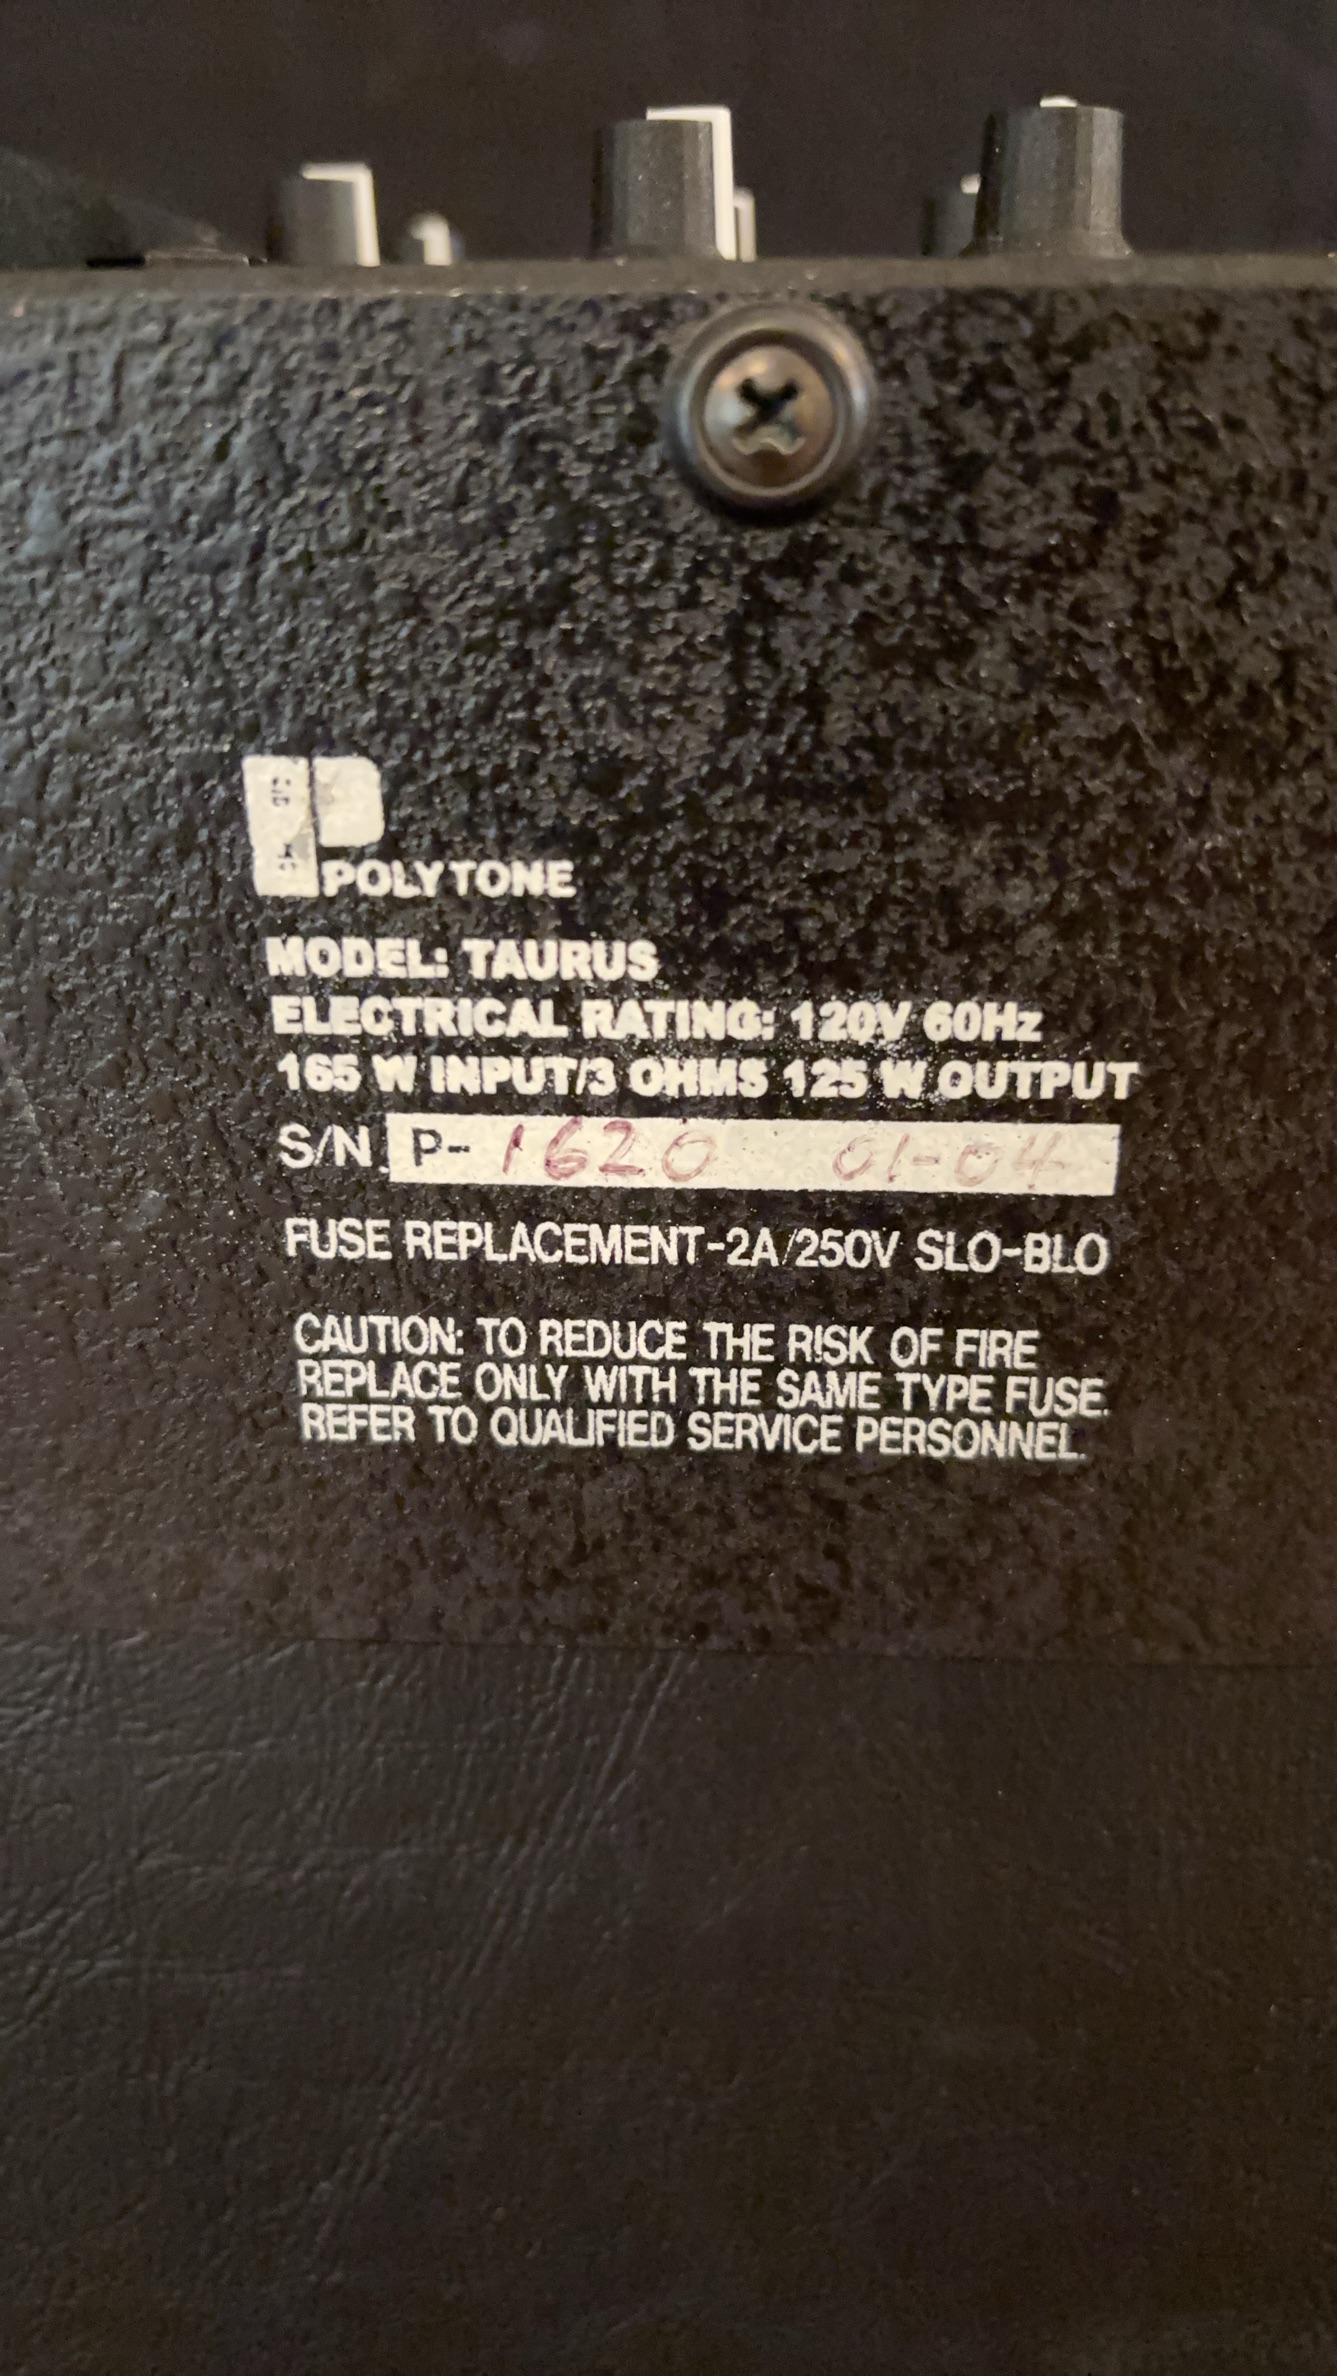 POLYTONE
MODEL: TAURUS
ELECTRICAL RATING: 120V 60Hz
165 W INPUT/3 OHMS 125 W OUTPUT
S/N P- 1620 01-04
FUSE REPLACEMENT-2A/250V SLO-BLO
CAUTION: TO REDUCE THE RISK OF FIRE
REPLACE ONLY WITH THE SAME TYPE FUSE.
REFER TO QUALIFIED SERVICE PERSONNEL.